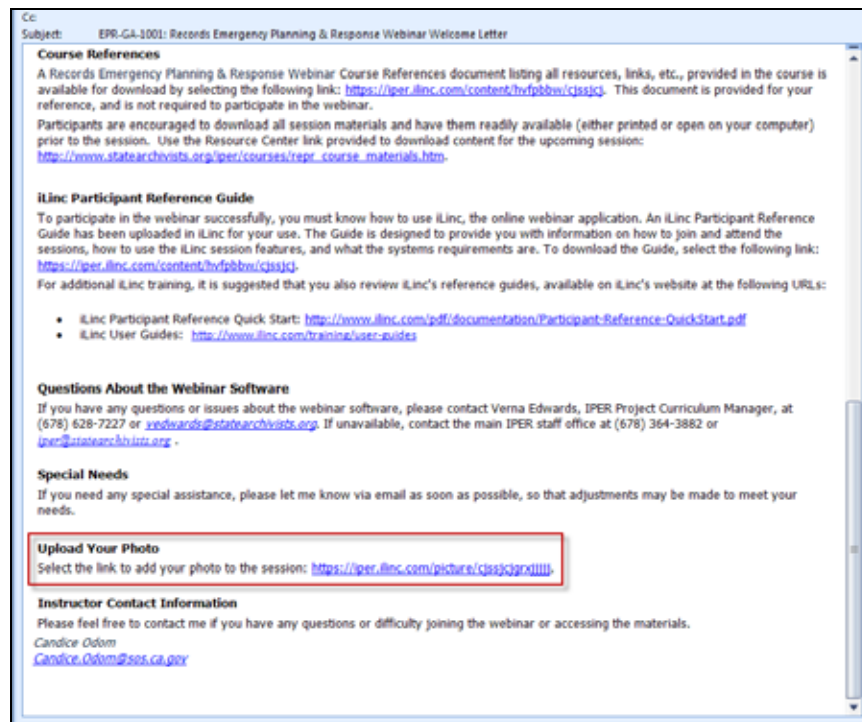 Cc:
Subject: EPR-GA-1001: Records Emergency Planning & Response Webinar Welcome Letter
Course References
A Records Emergency Planning & Response Webinar Course References document listing all resources, links, etc., provided in the course is
available for download by selecting the following link: https://iper.ilinc.com/content/hvfpbbw/cjssjcj. This document is provided for your
reference, and is not required to participate in the webinar.
Participants are encouraged to download all session materials and have them readily available (either printed or open on your computer)
prior to the session. Use the Resource Center link provided to download content for the upcoming session:
http://www.statearchivists.org/iper/courses/repr_course_materials.htm.
iLinc Participant Reference Guide
To participate in the webinar successfully, you must know how to use iLinc, the online webinar application. An iLinc Participant Reference
Guide has been uploaded in iLinc for your use. The Guide is designed to provide you with information on how to join and attend the
sessions, how to use the iLinc session features, and what the systems requirements are. To download the Guide, select the following link:
https://iper.ilinc.com/content/hvfpbbw/cjssjcj.
For additional iLinc training, it is suggested that you also review iLinc's reference guides, available on iLinc's website at the following URLs:
• iLinc Participant Reference Quick Start: http://www.ilinc.com/pdf/documentation/Participant-Reference-QuickStart.pdf
• iLinc User Guides: http://www.ilinc.com/training/user-guides
Questions About the Webinar Software
If you have any questions or issues about the webinar software, please contact Verna Edwards, IPER Project Curriculum Manager, at
(678) 628-7227 or vedwards@statearchivists.org. If unavailable, contact the main IPER staff office at (678) 364-3882 or
iper@statearchivists.org .
Special Needs
If you need any special assistance, please let me know via email as soon as possible, so that adjustments may be made to meet your
needs.
Upload Your Photo
Select the link to add your photo to the session: https://iper.ilinc.com/picture/cjssjcjgrxjjjjj.
Instructor Contact Information
Please feel free to contact me if you have any questions or difficulty joining the webinar or accessing the materials.
Candice Odom
Candice.Odom@sos.ca.gov